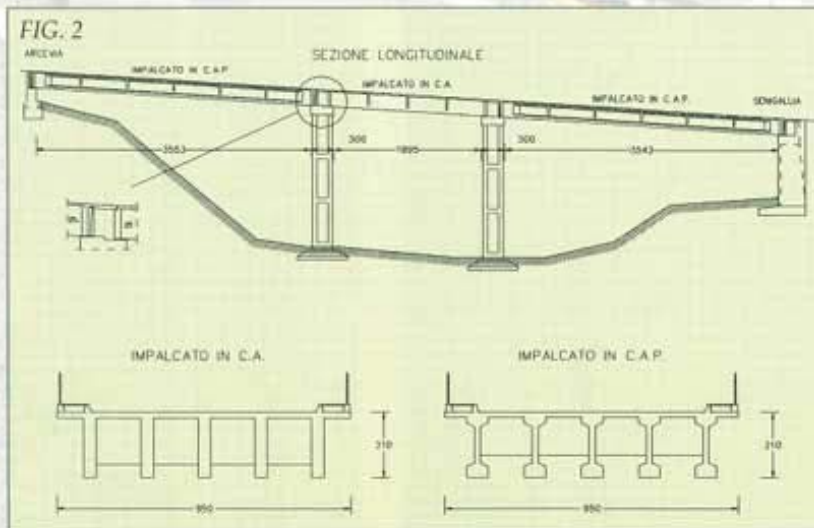 FIG. 2
ARCEVIA
SEZIONE LONGITUDINALE
IMPALCATO IN C.A.P
IMPALCATO IN C.A
IMPALCATO IN C.A.P.
SENIGALLIA
3553
300
1895
300
3543
IMPALCATO IN C.A.
IMPALCATO IN C.A.P.
210
210
950
950